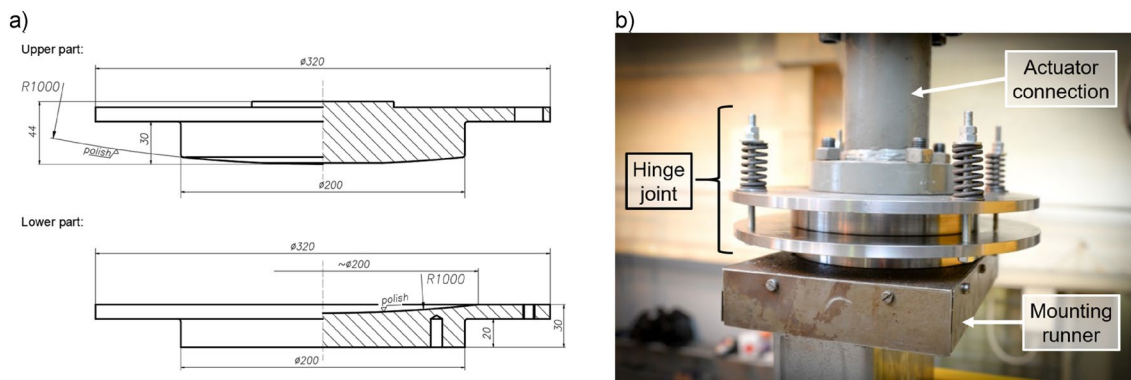 a)
Upper part:
ø320
R1000
44
30
polish
ø200
Lower part:
ø320
~ø200
R1000
polish
20
30
ø200
b)
Actuator
connection
Hinge
joint
Mounting
runner